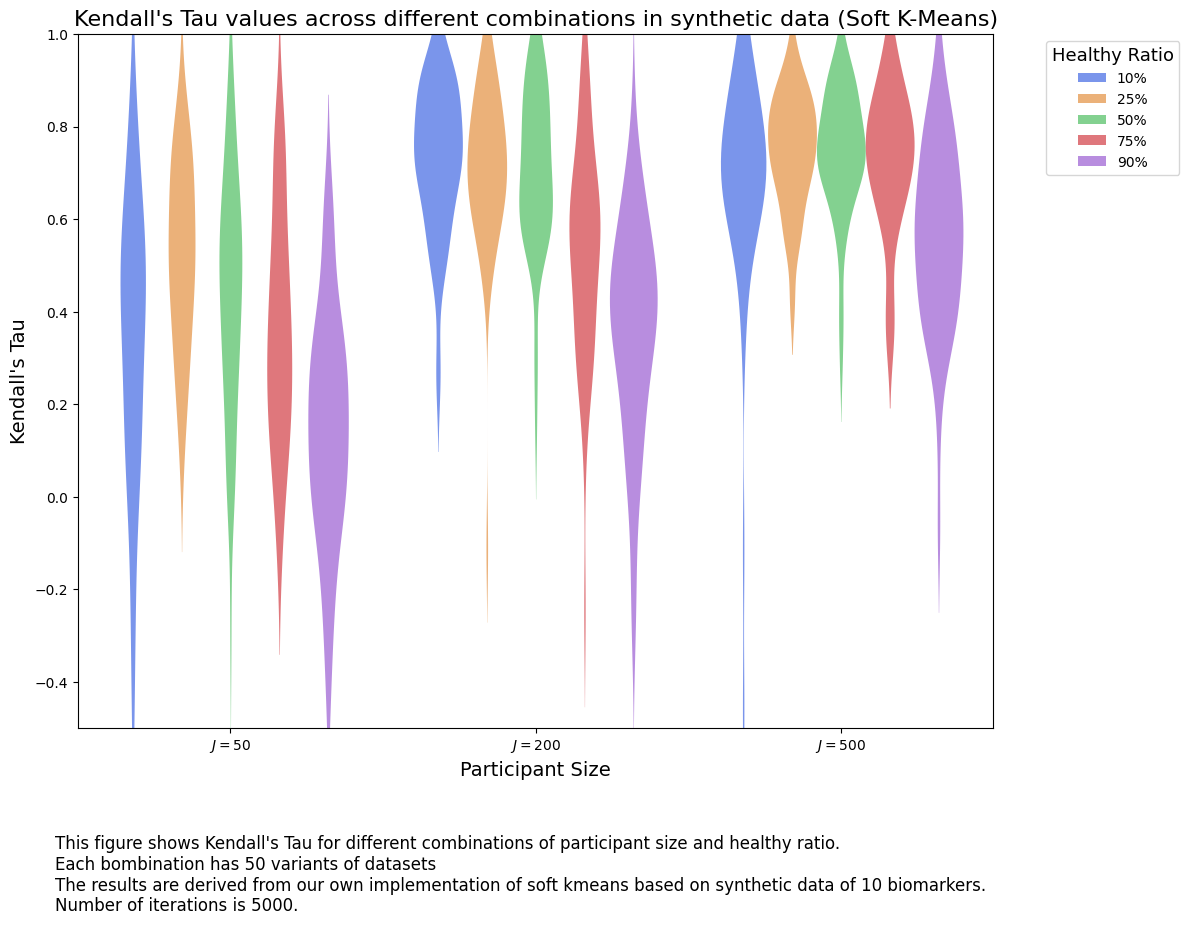 Kendall's Tau values across different combinations in synthetic data (Soft K-Means)
Healthy Ratio
10%
25%
50%
75%
90%
Kendall's Tau
1.0
0.8
0.6
0.4
0.2
0.0
−0.2
−0.4
J = 50
J = 200
J = 500
Participant Size
This figure shows Kendall's Tau for different combinations of participant size and healthy ratio.
Each bombination has 50 variants of datasets
The results are derived from our own implementation of soft kmeans based on synthetic data of 10 biomarkers.
Number of iterations is 5000.